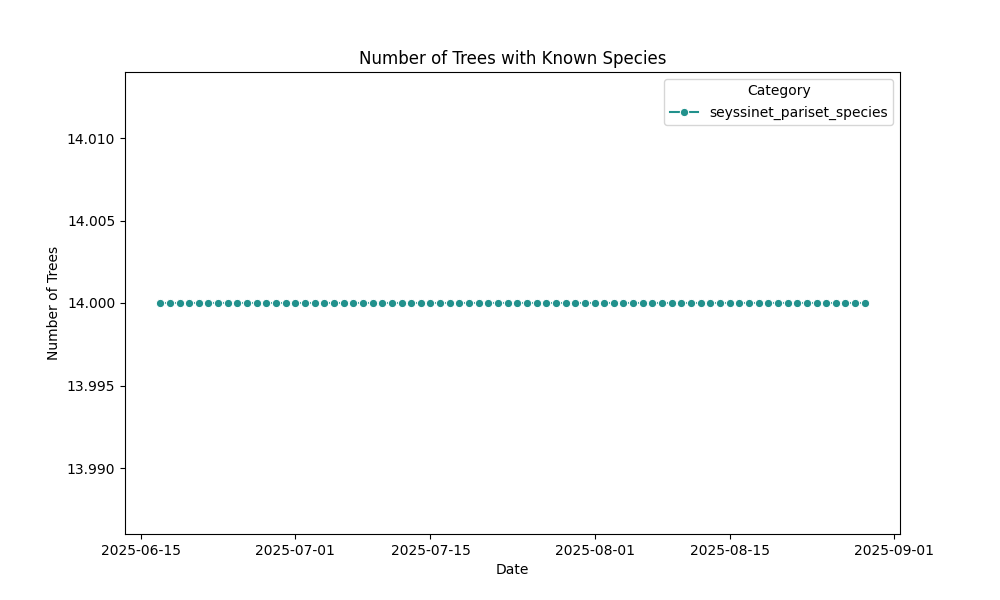 Number of Trees with Known Species
Category
seyssinet_pariset_species
Number of Trees
14.010
14.005
14.000
13.995
13.990
2025-06-15
2025-07-01
2025-07-15
2025-08-01
2025-08-15
2025-09-01
Date